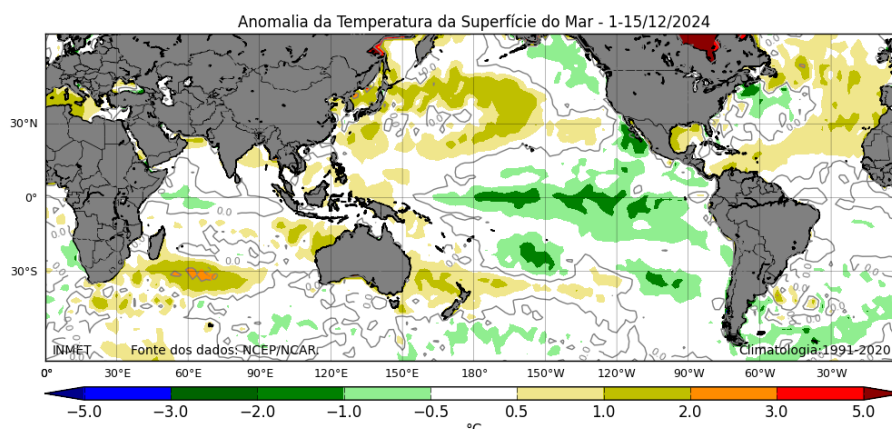 Anomalia da Temperatura da Superfície do Mar - 1-15/12/2024
30°N
0°
30°S
INMET Fonte dos dados: NCEP/NCAR. Climatologia:1991-2020
0° 30°E 60°E 90°E 120°E 150°E 180° 150°W 120°W 90°W 60°W 30°W
−5.0 −3.0 −2.0 −1.0 −0.5 0.5 1.0 2.0 3.0 5.0
°C